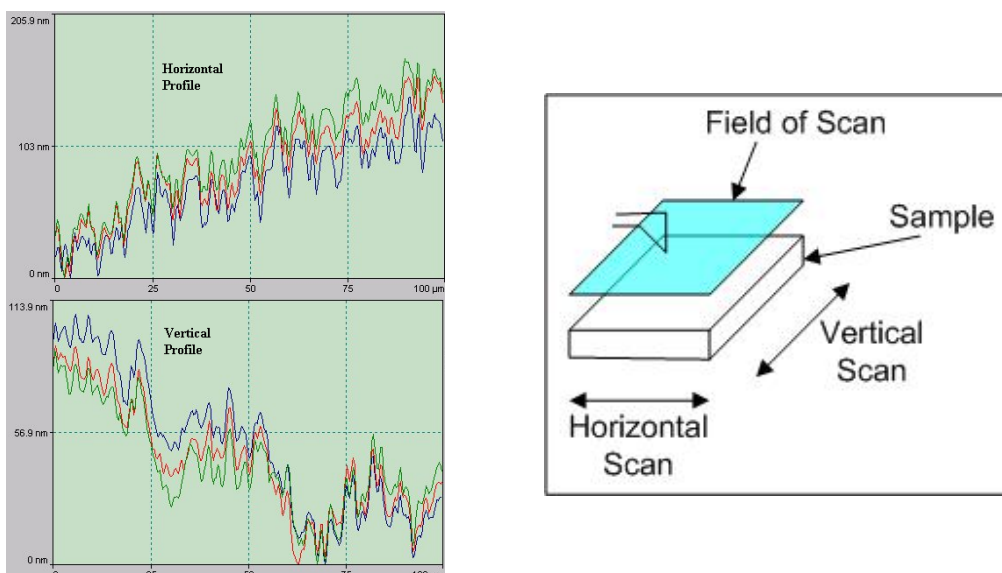 205.9 nm
Horizontal
Profile
103 nm
0 nm
0
25
50
75
100 µm
113.9 nm
Vertical
Profile
56.9 nm
0 nm
Field of Scan
Sample
Vertical
Scan
Horizontal
Scan